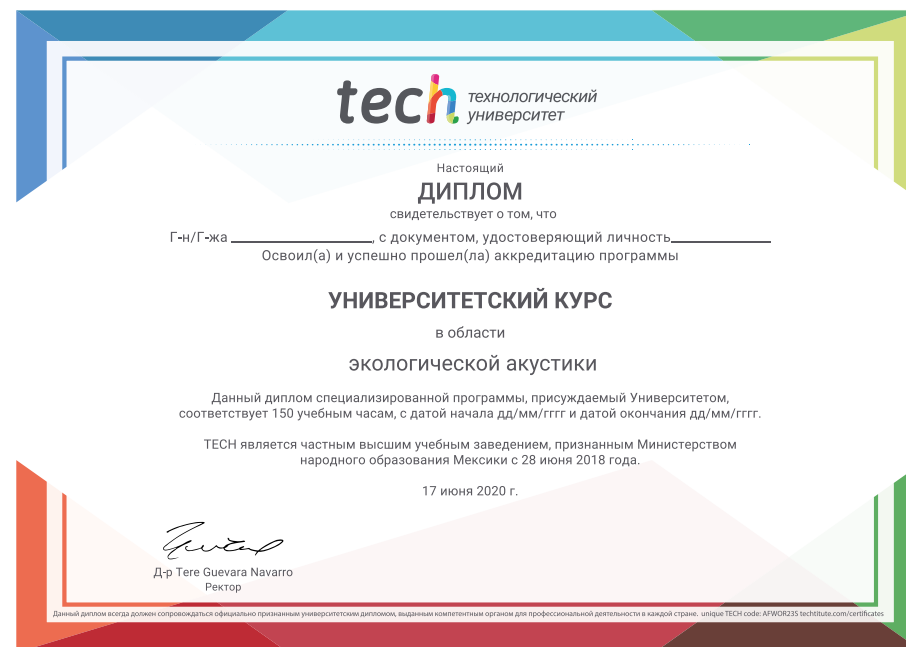 tech технологический
университет
Настоящий
ДИПЛОМ
свидетельствует о том, что
Г-н/Г-жа ____________________, с документом, удостоверяющий личность______________
Освоил(а) и успешно прошел(ла) аккредитацию программы
УНИВЕРСИТЕТСКИЙ КУРС
в области
экологической акустики
Данный диплом специализированной программы, присуждаемый Университетом,
соответствует 150 учебным часам, с датой начала дд/мм/гггг и датой окончания дд/мм/гггг.
TECH является частным высшим учебным заведением, признанным Министерством
народного образования Мексики с 28 июня 2018 года.
17 июня 2020 г.
Д-р Tere Guevara Navarro
Ректор
Данный диплом всегда должен сопровождаться официально признанным университетским дипломом, выданным компетентным органом для профессиональной деятельности в каждой стране. unique TECH code: AFWOR23S techtitute.com/certificates